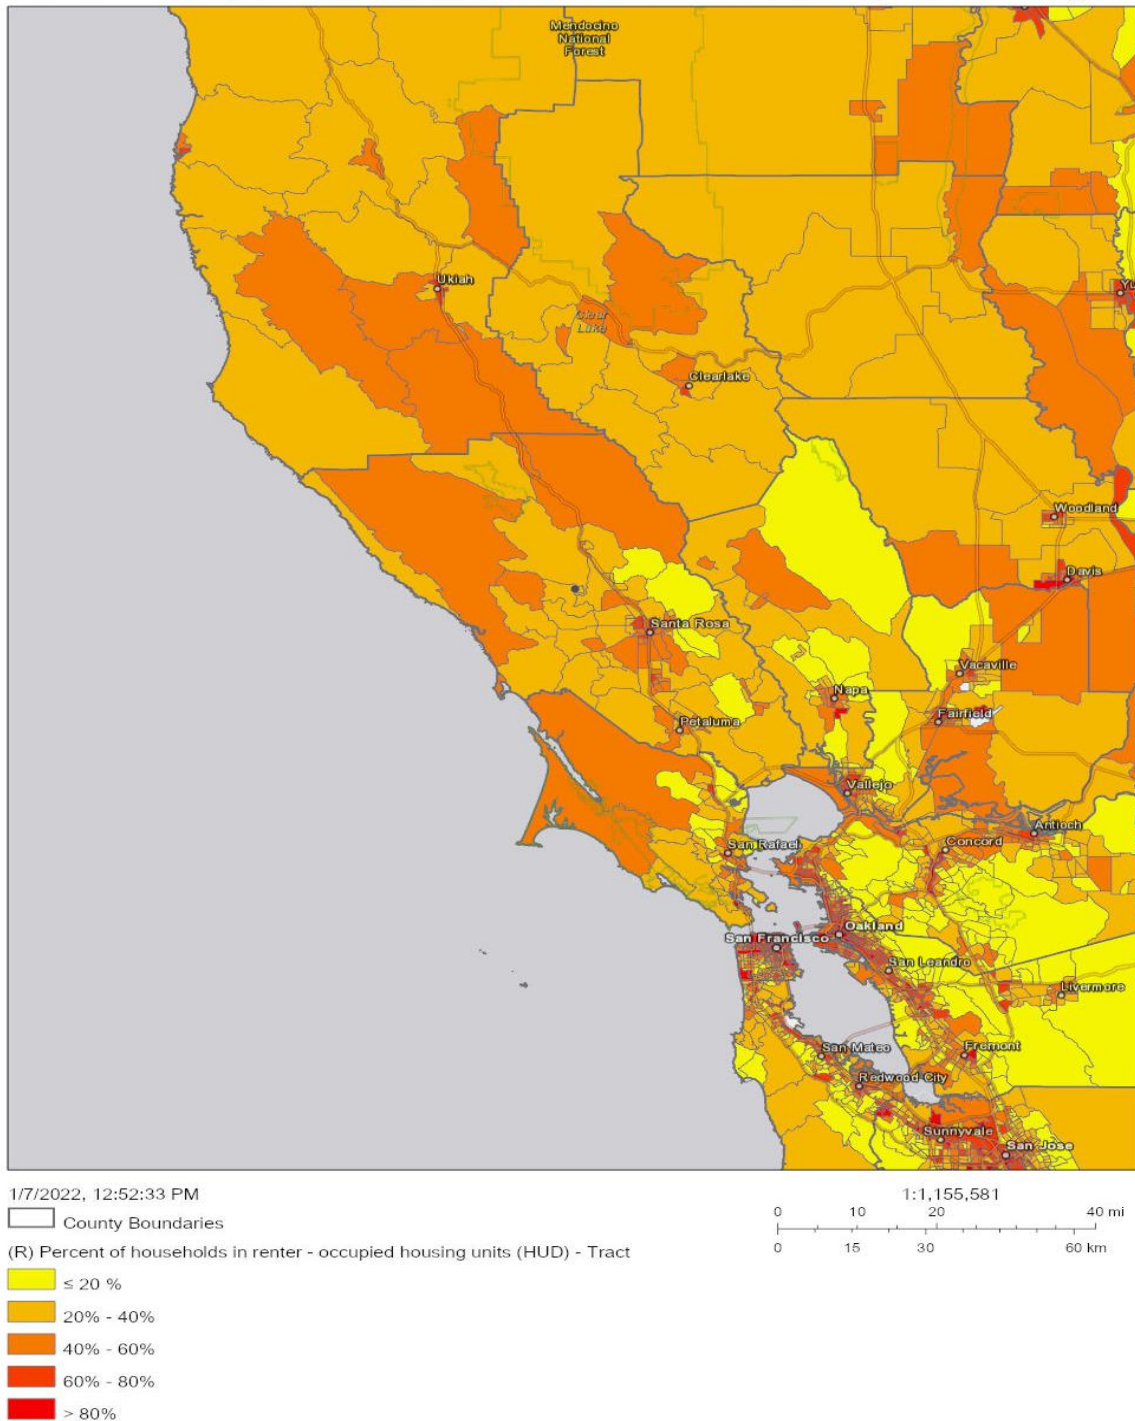 Mendocino
National
Forest
Ukiah
Yu
Clear
Lake
Clearlake
Woodland
Davis
Santa Rosa
Vacaville
Napa
Fairfield
Petaluma
Vallejo
Antioch
Concord
San Rafael
Oakland
San Francisco
San Leandro
Livermore
San Mateo
Fremont
Redwood City
Sunnyvale
San Jose
1/7/2022, 12:52:33 PM
1:1,155,581
County Boundaries
0 10 20 40 mi
0 15 30 60 km
(R) Percent of households in renter - occupied housing units (HUD) - Tract
≤ 20 %
20% - 40%
40% - 60%
60% - 80%
> 80%